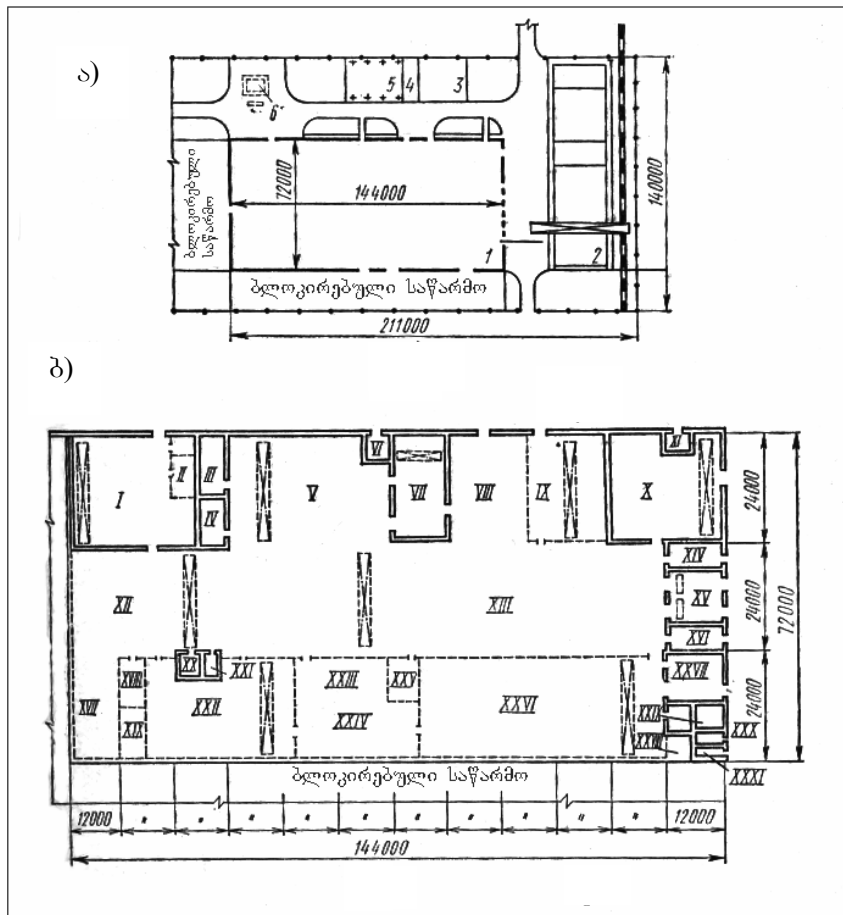 ა)
5 4 3
6
ბლოკირებული
საწარმო
72000
144000
140000
1
2
ბლოკირებული საწარმო
211000
ბ)
I II III IV V VI VII VIII IX X XI
24000
XII XIII XIV XV XVI
24000
72000
XVII XVIII XIX XX XXI XXII XXIII XXIV XXV XXVI XXVII
24000
XXIX XXX
XXXI
ბლოკირებული საწარმო
12000 " " " " " " " " " " 12000
144000